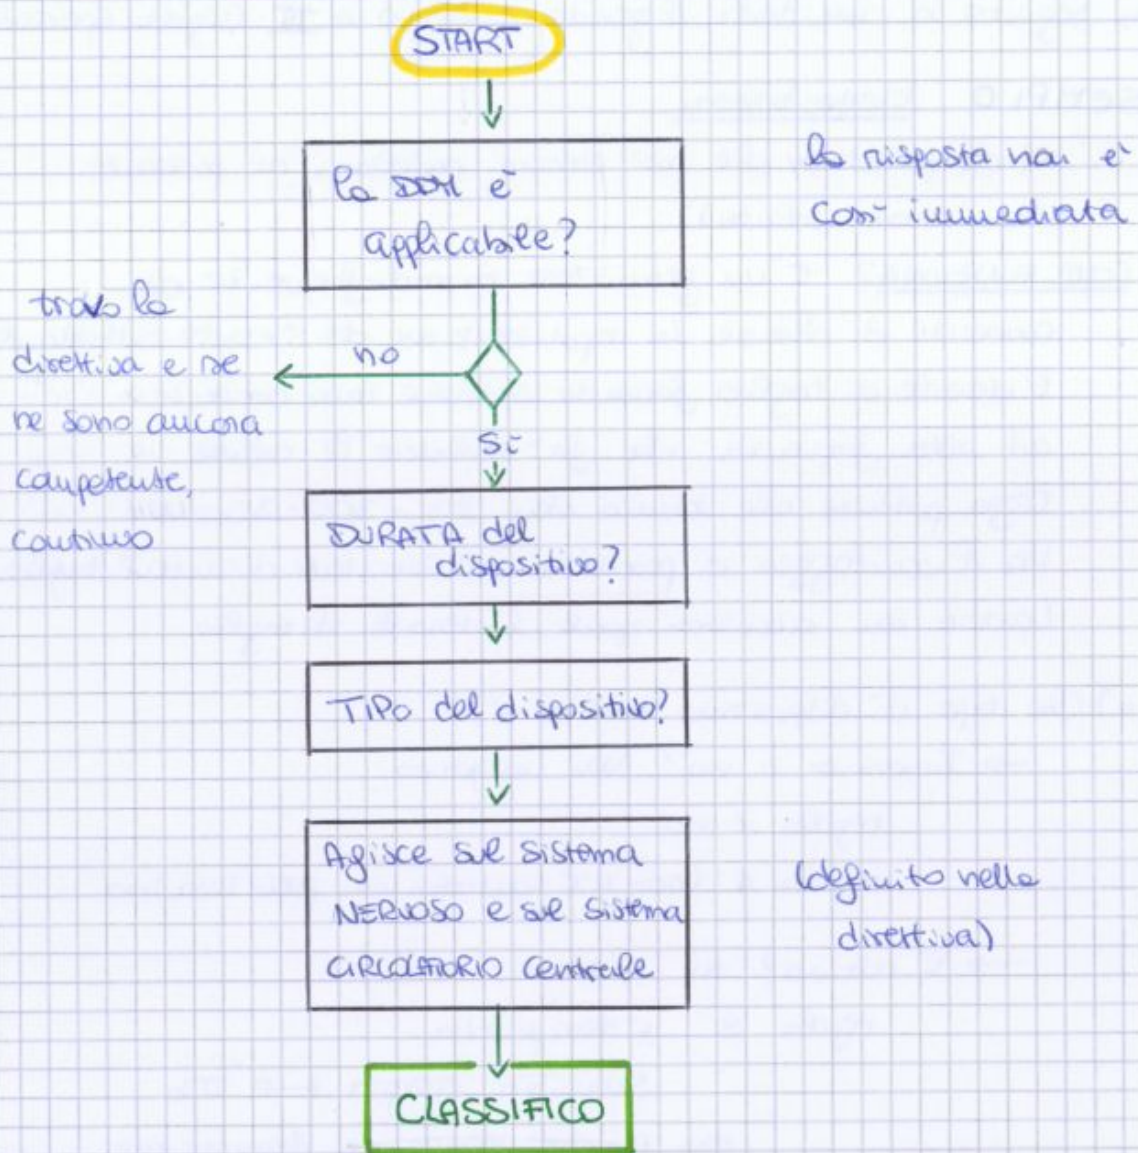 START
la DDM è
applicabile?
la risposta non è
così immediata
no
trovo la
direttiva e se
ne sono ancora
competente,
continuo
Sì
DURATA del
dispositivo?
TIPO del dispositivo?
Agisce sul sistema
NERVOSO e sul sistema
CIRCOLATORIO centrale
(definito nella
direttiva)
CLASSIFICO